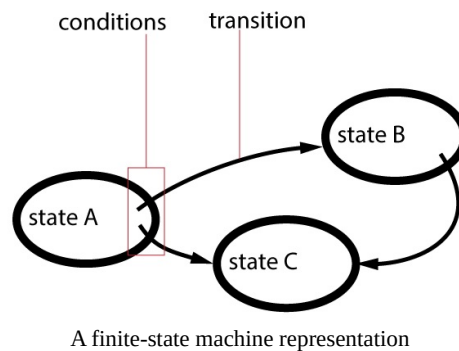 conditions transition
state B
state A
state C
A finite-state machine representation